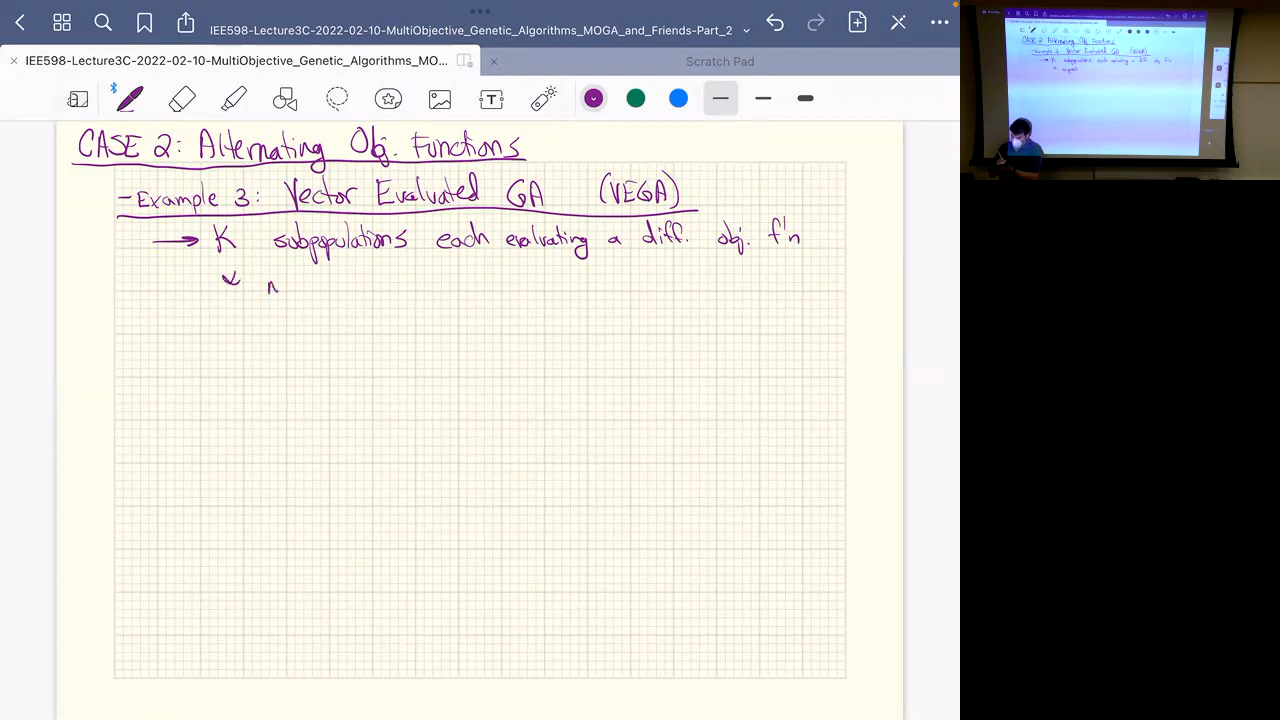 IEE598-Lecture3C-2022-02-10-MultiObjective_Genetic_Algorithms_MOGA_and_Friends-Part_2
IEE598-Lecture3C-2022-02-10-MultiObjective_Genetic_Algorithms_MO...
Scratch Pad
CASE 2: Alternating Obj. Functions
- Example 3: Vector Evaluated GA (VEGA)
→ K subpopulations each evaluating a diff. obj. f'n